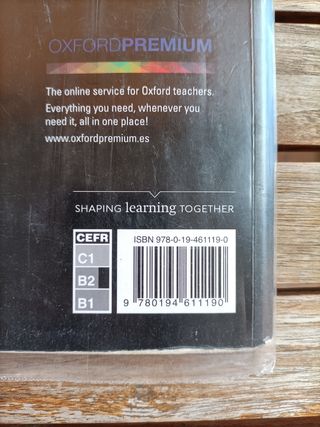 OXFORDPREMIUM
The online service for Oxford teachers.
Everything you need, whenever you
need it, all in one place!
www.oxfordpremium.es
SHAPING learning TOGETHER
CEFR
C1
B2
B1
ISBN 978-0-19-461119-0
9 780194 611190